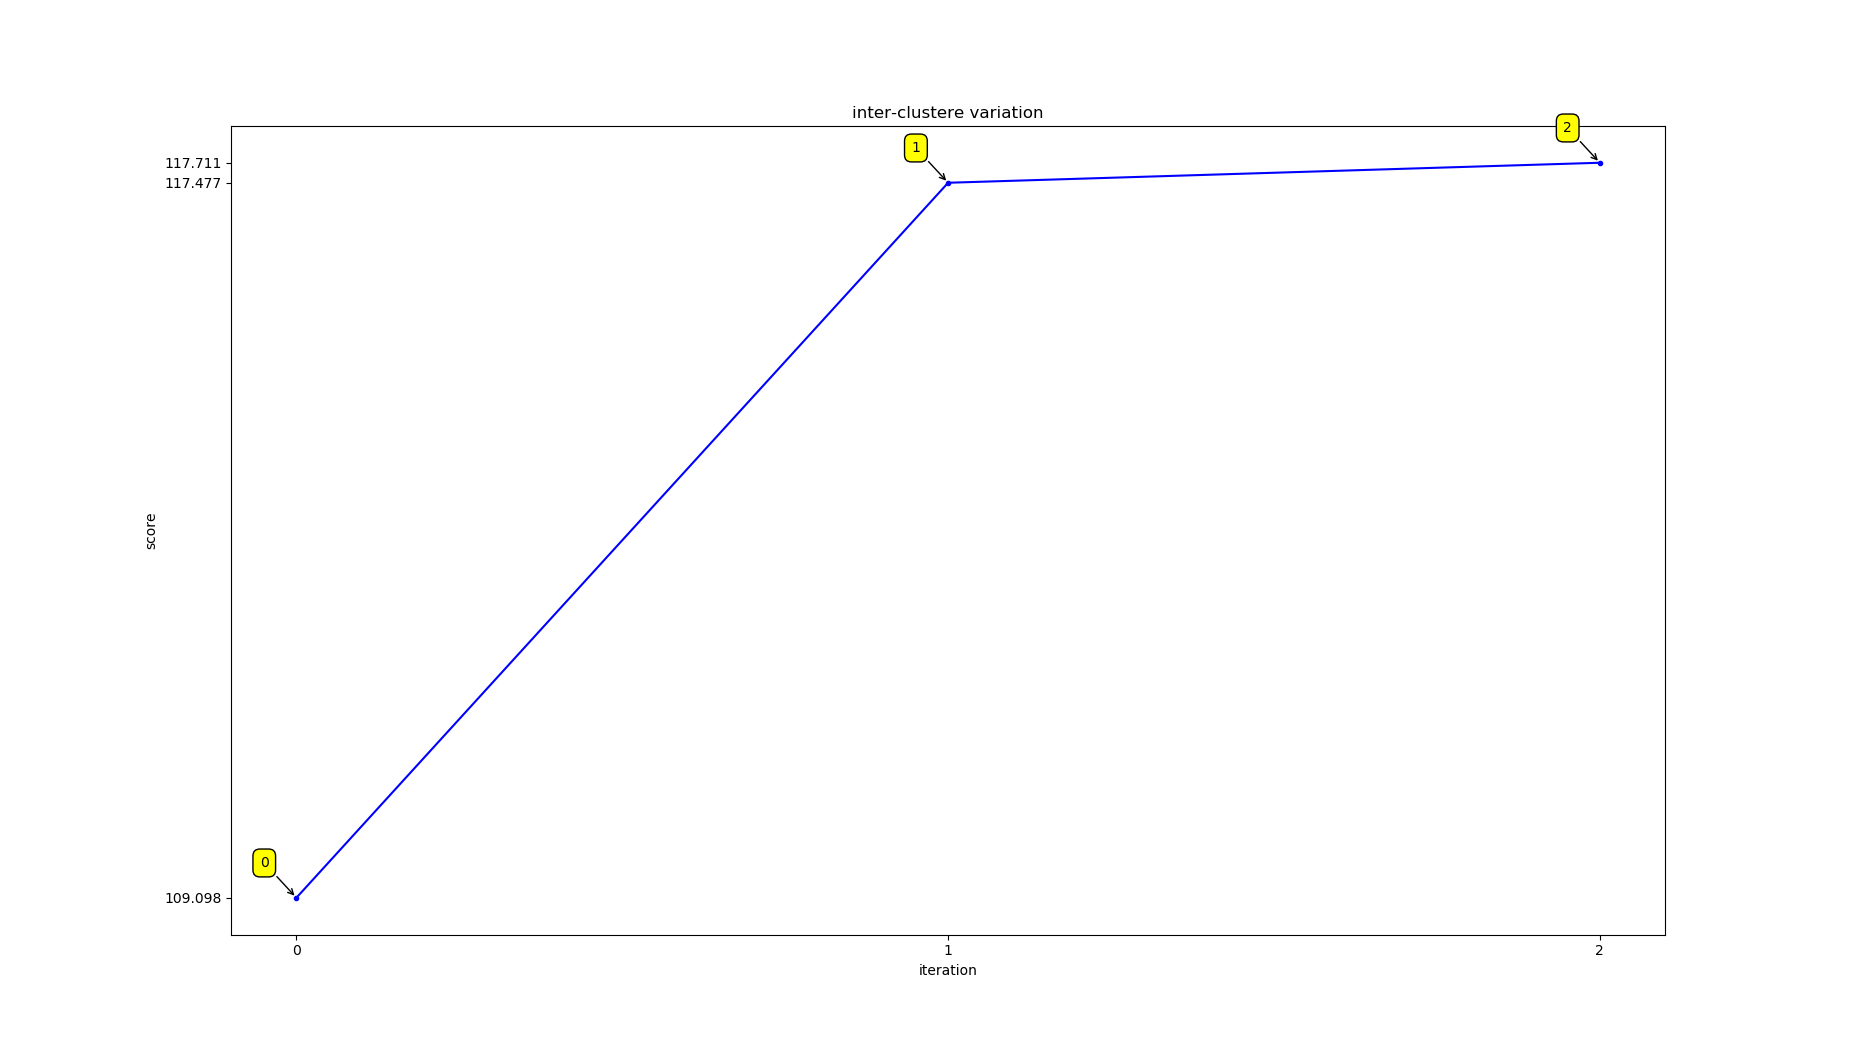 inter-clustere variation
2
1
117.711
117.477
score
0
109.098
0 1 2
iteration